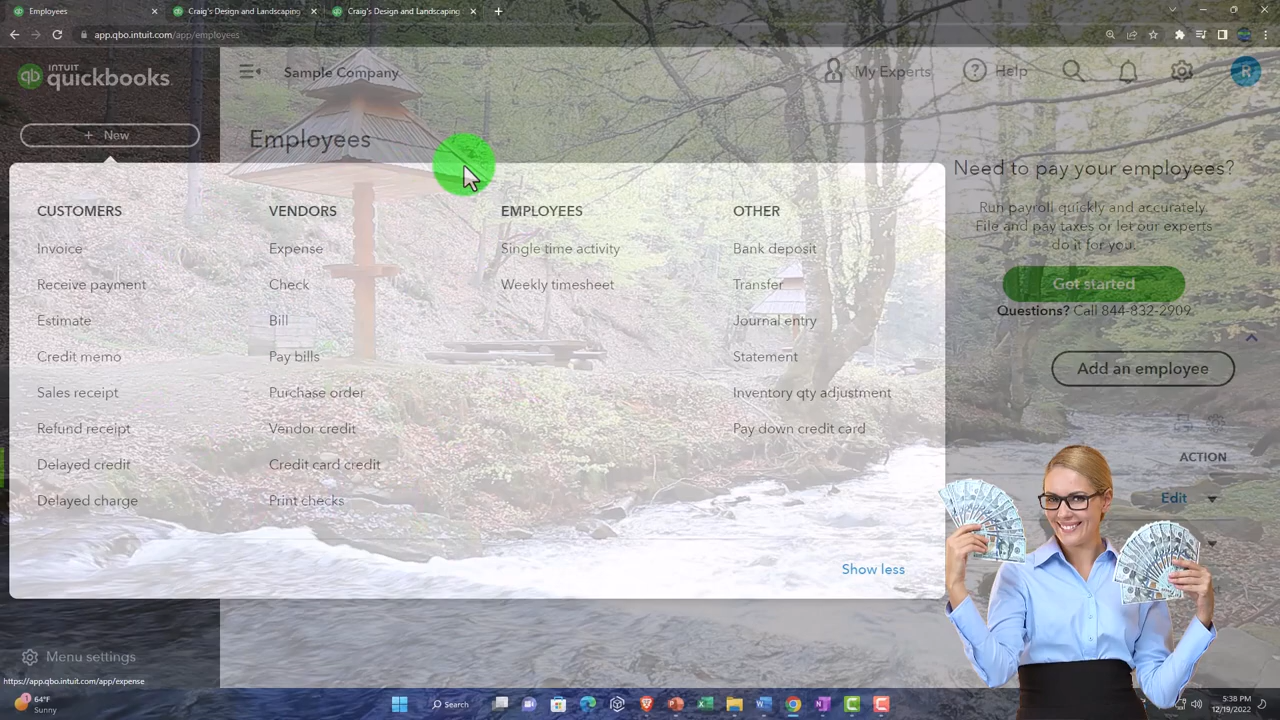 Employees
Craig's Design and Landscaping
Craig's Design and Landscaping
app.qbo.intuit.com/app/employees
INTUIT
quickbooks
Sample Company
My Experts
Help
R
+ New
Employees
Need to pay your employees?
Run payroll quickly and accurately.
File and pay taxes or let our experts
do it for you.
Get started
Questions? Call 844-832-2909
Add an employee
ACTION
Edit
CUSTOMERS
Invoice
Receive payment
Estimate
Credit memo
Sales receipt
Refund receipt
Delayed credit
Delayed charge
VENDORS
Expense
Check
Bill
Pay bills
Purchase order
Vendor credit
Credit card credit
Print checks
EMPLOYEES
Single time activity
Weekly timesheet
OTHER
Bank deposit
Transfer
Journal entry
Statement
Inventory qty adjustment
Pay down credit card
Show less
Menu settings
https://app.qbo.intuit.com/app/expense
64°F
Sunny
Search
5:38 PM
12/19/2022